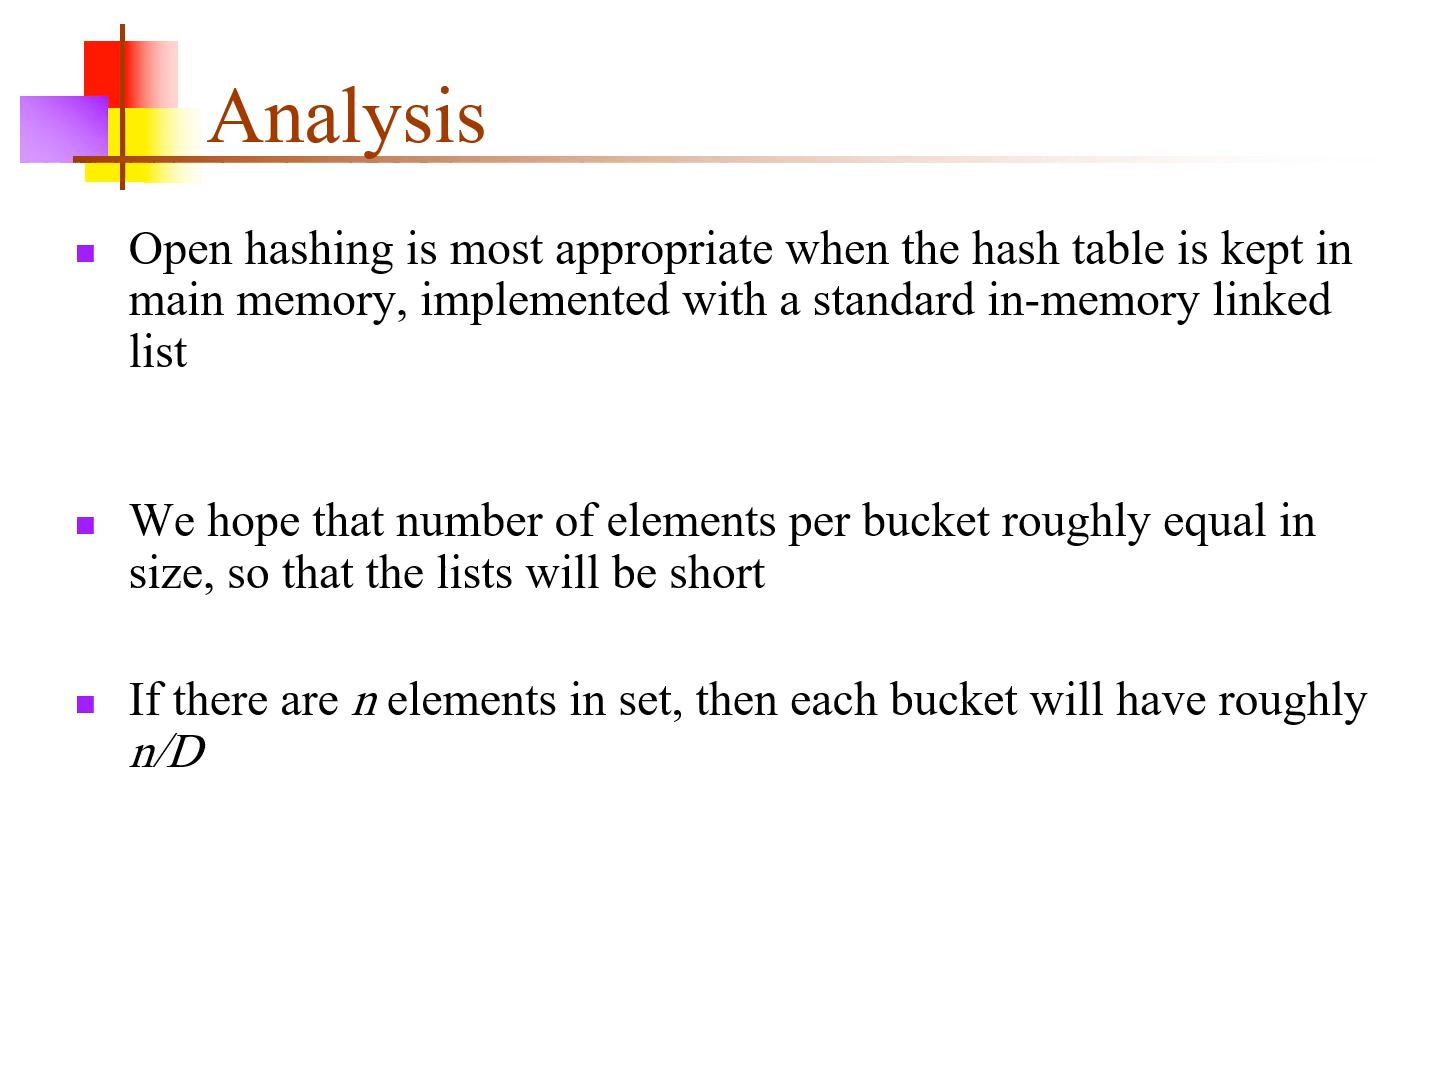 Analysis
Open hashing is most appropriate when the hash table is kept in
main memory, implemented with a standard in-memory linked
list
We hope that number of elements per bucket roughly equal in
size, so that the lists will be short
If there are n elements in set, then each bucket will have roughly
n/D